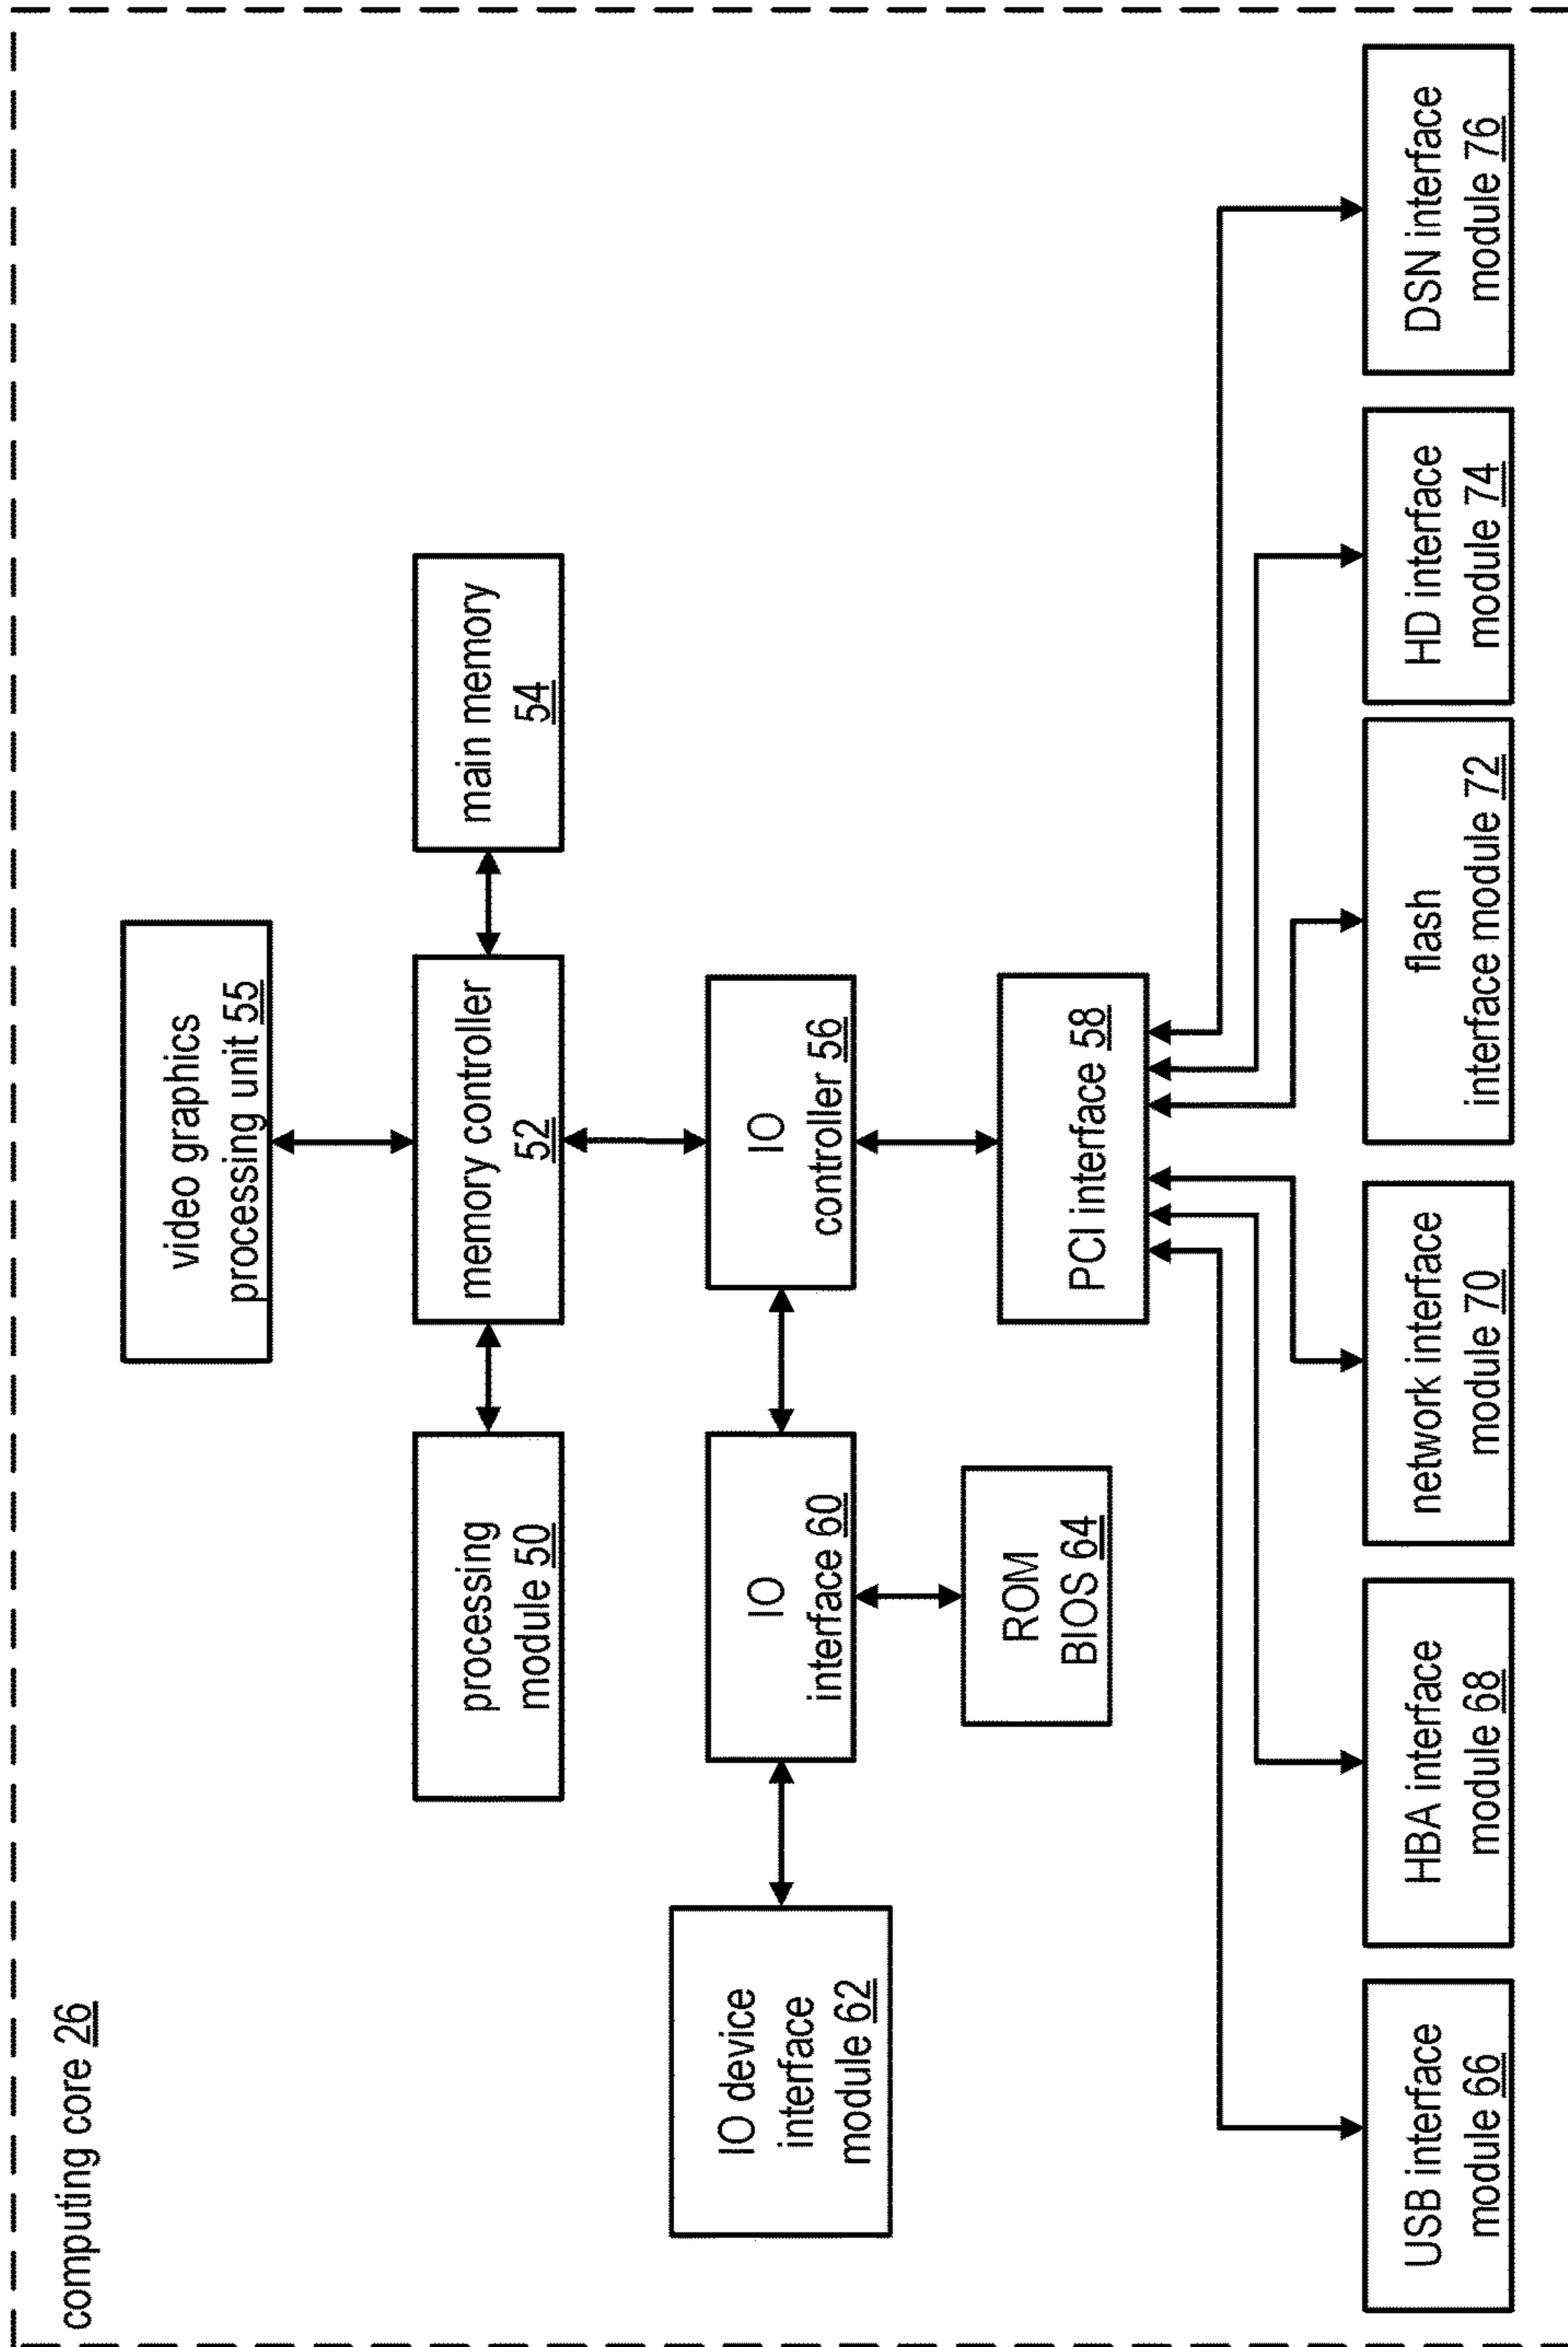 computing core 26
video graphics
processing unit 55
processing
module 50
memory controller
52
main memory
54
IO device
interface
module 62
IO
interface 60
IO
controller 56
ROM
BIOS 64
PCI interface 58
USB interface
module 66
HBA interface
module 68
network interface
module 70
flash
interface module 72
HD interface
module 74
DSN interface
module 76